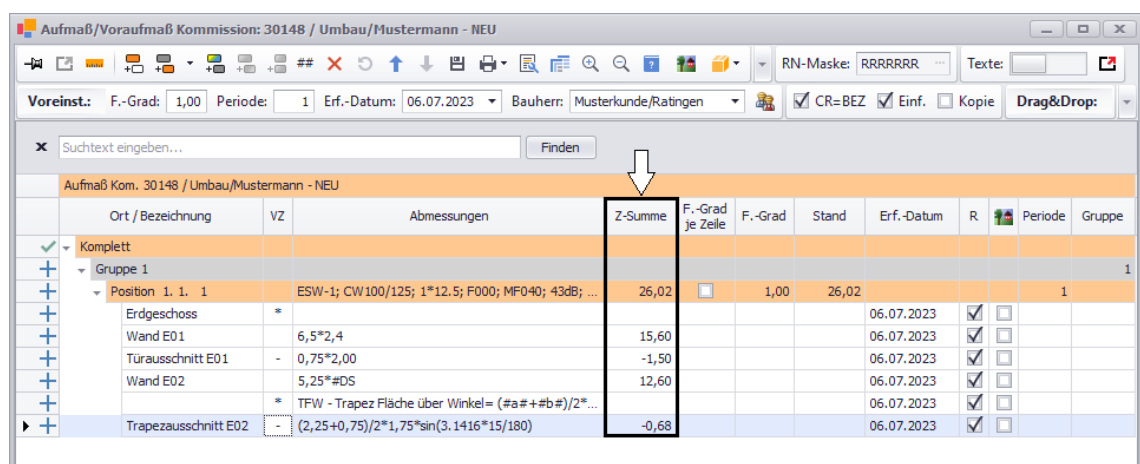 Aufmaß/Voraufmaß Kommission: 30148 / Umbau/Mustermann - NEU
## RN-Maske: RRRRRRR ... Texte:
Voreinst.: F.-Grad: 1,00 Periode: 1 Erf.-Datum: 06.07.2023 Bauherr: Musterkunde/Ratingen CR=BEZ Einf. Kopie Drag&Drop:
Suchtext eingeben... Finden
Aufmaß Kom. 30148 / Umbau/Mustermann - NEU
Ort / Bezeichnung VZ Abmessungen Z-Summe F.-Grad je Zeile F.-Grad Stand Erf.-Datum R Periode Gruppe
Komplett
Gruppe 1 1
Position 1. 1. 1 ESW-1; CW100/125; 1*12.5; F000; MF040; 43dB; ... 26,02 1,00 26,02 1
Erdgeschoss * 06.07.2023
Wand E01 6,5*2,4 15,60 06.07.2023
Türausschnitt E01 - 0,75*2,00 -1,50 06.07.2023
Wand E02 5,25*#DS 12,60 06.07.2023
* TFW - Trapez Fläche über Winkel= (#a#+#b#)/2*... 06.07.2023
Trapezausschnitt E02 - (2,25+0,75)/2*1,75*sin(3.1416*15/180) -0,68 06.07.2023